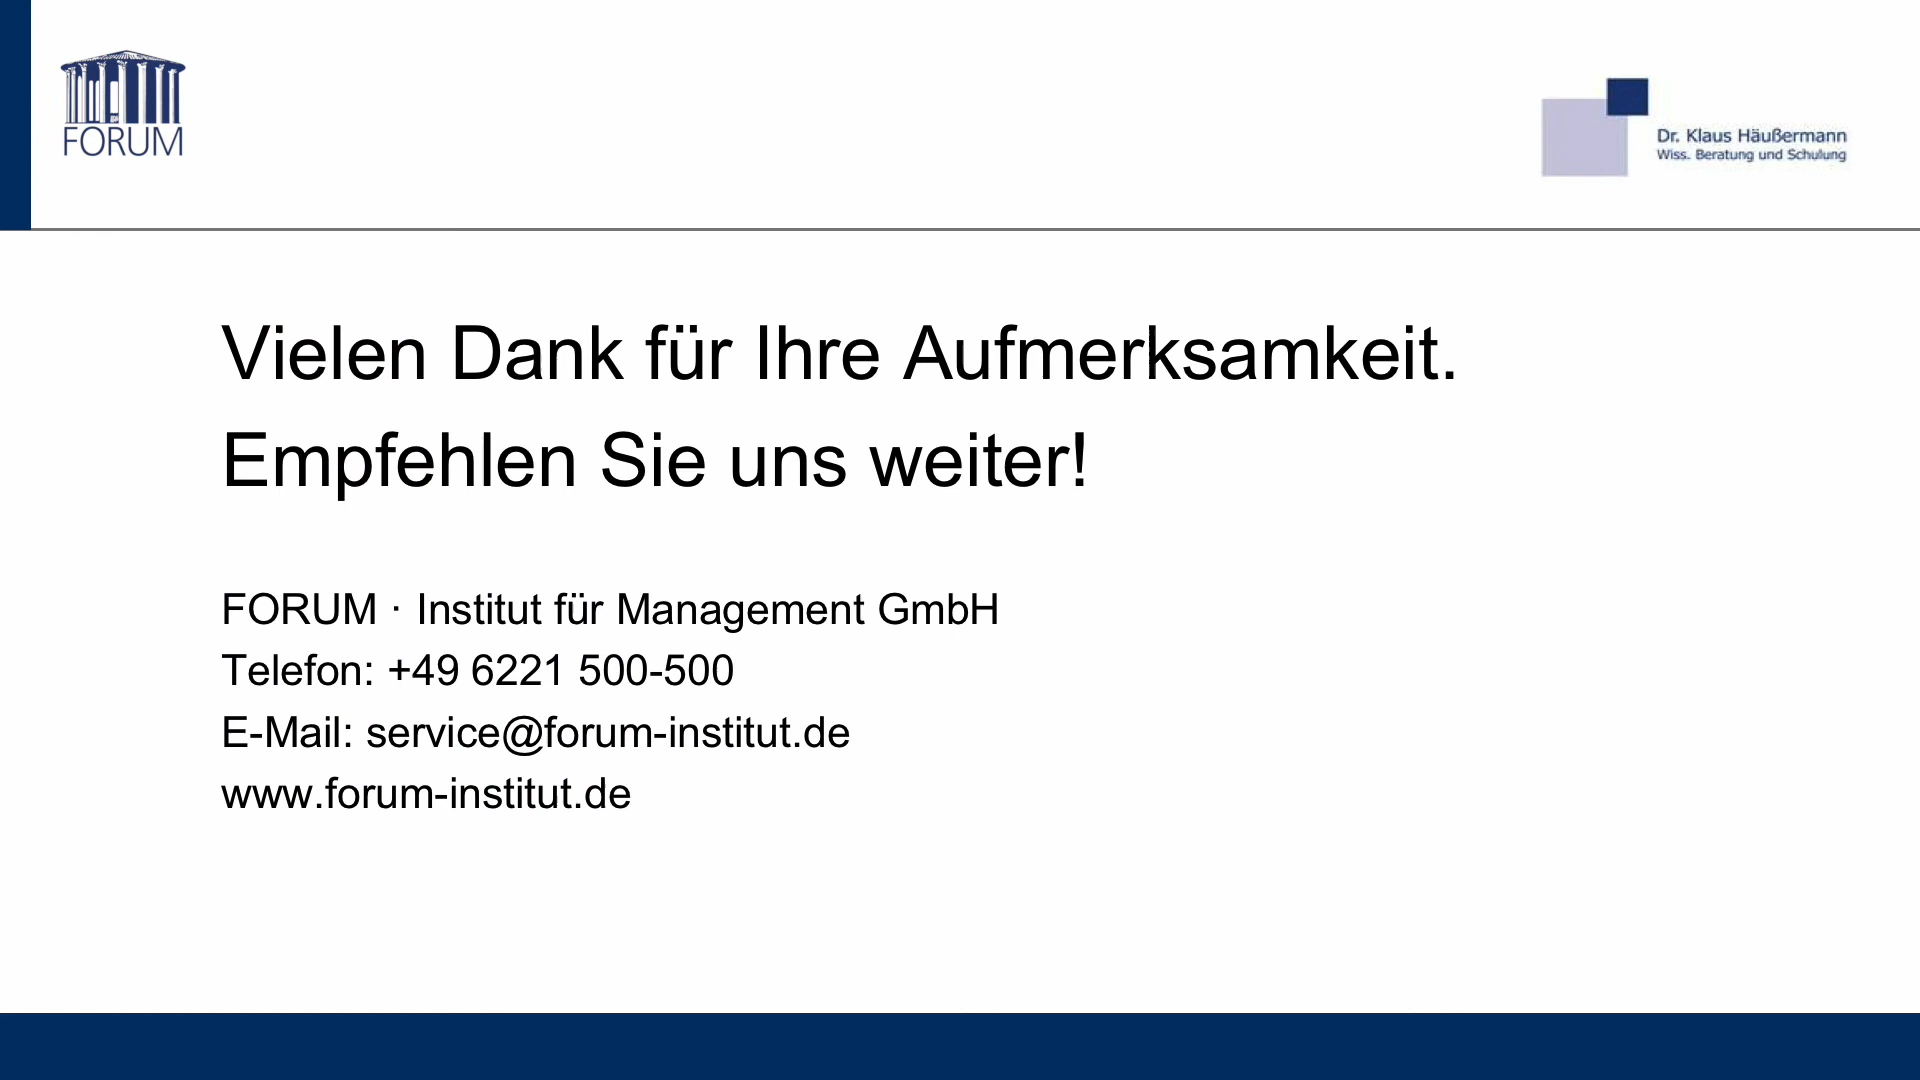 FORUM
Dr. Klaus Häußermann
Wiss. Beratung und Schulung
Vielen Dank für Ihre Aufmerksamkeit.
Empfehlen Sie uns weiter!
FORUM · Institut für Management GmbH
Telefon: +49 6221 500-500
E-Mail: service@forum-institut.de
www.forum-institut.de